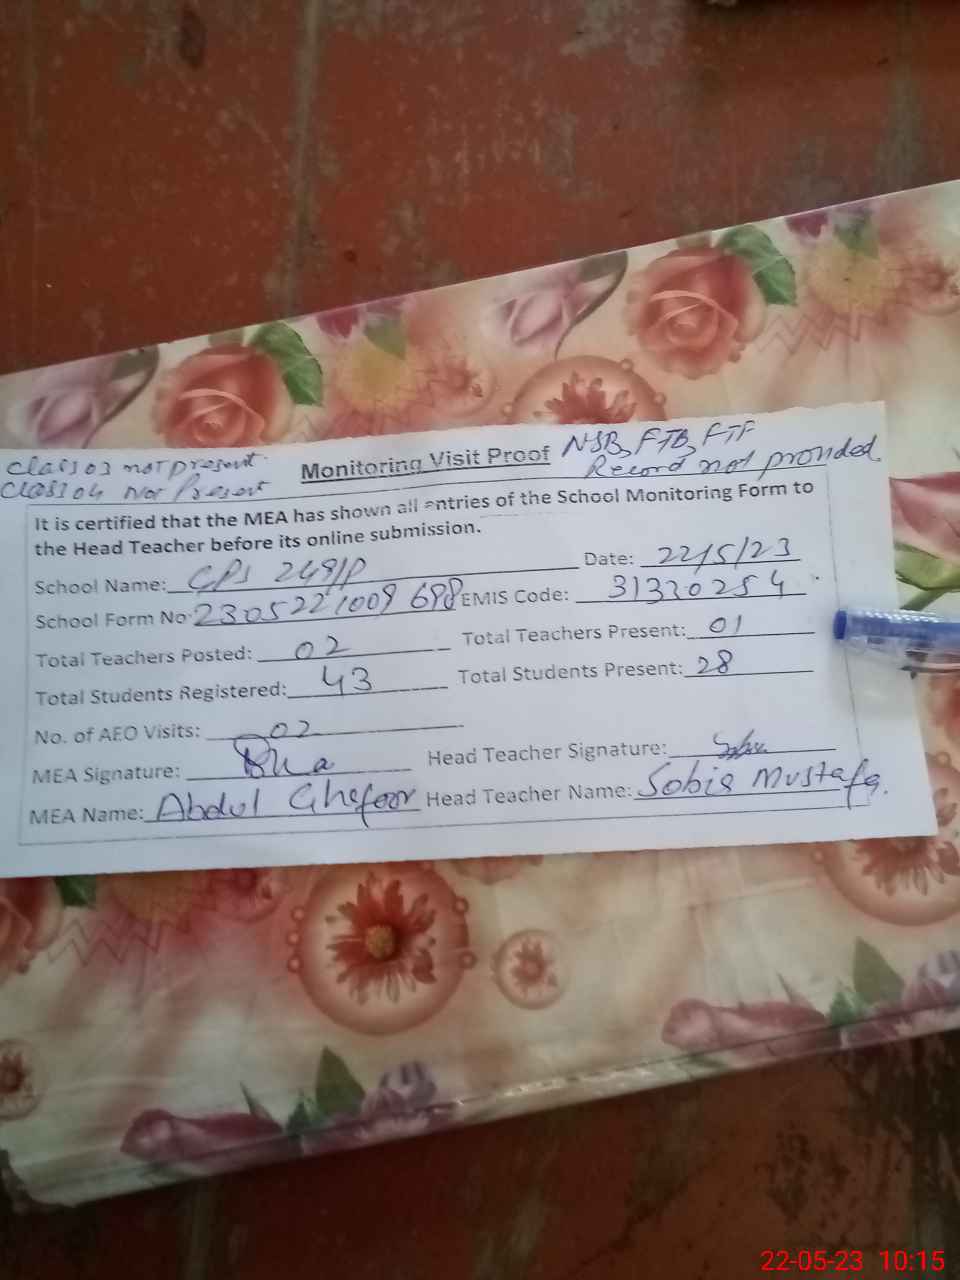 Class 03 not present
Class 04 Not Present
Monitoring Visit Proof
NSB, FTB, FTF
Record not provided.
It is certified that the MEA has shown all entries of the School Monitoring Form to
the Head Teacher before its online submission.
School Name: GPS 249/P Date: 22/5/23
School Form No: 2305221009698 EMIS Code: 31330254
Total Teachers Posted: 02 Total Teachers Present: 01
Total Students Registered: 43 Total Students Present: 28
No. of AEO Visits: 02
MEA Signature: Head Teacher Signature:
MEA Name: Abdul Ghafoor Head Teacher Name: Sobia Mustafa.
22-05-23 10:15